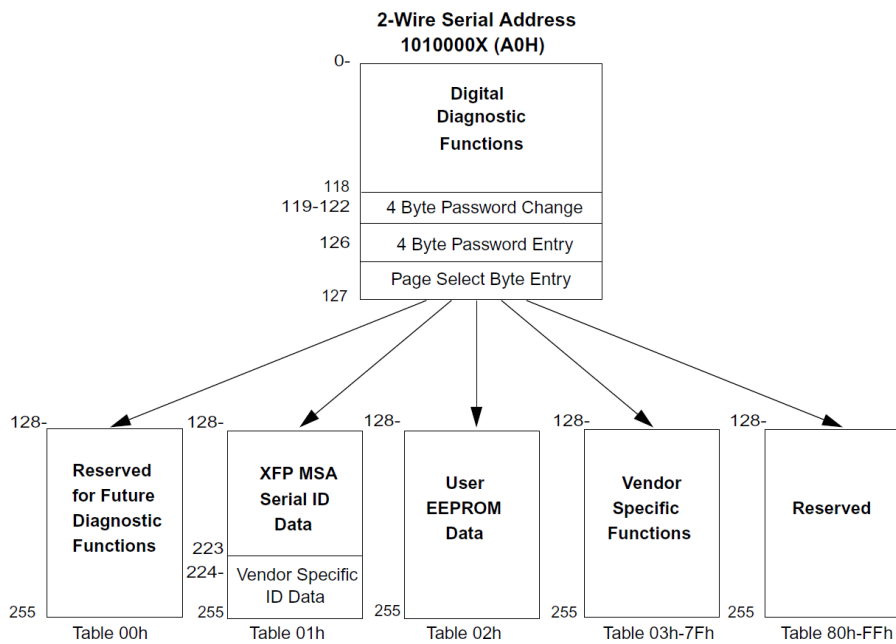 2-Wire Serial Address
1010000X (A0H)
0-
Digital
Diagnostic
Functions
118
119-122
4 Byte Password Change
126
4 Byte Password Entry
Page Select Byte Entry
127
128-
Reserved
for Future
Diagnostic
Functions
255
Table 00h
128-
XFP MSA
Serial ID
Data
223
224-
Vendor Specific
ID Data
255
Table 01h
128-
User
EEPROM
Data
255
Table 02h
128-
Vendor
Specific
Functions
255
Table 03h-7Fh
128-
Reserved
255
Table 80h-FFh